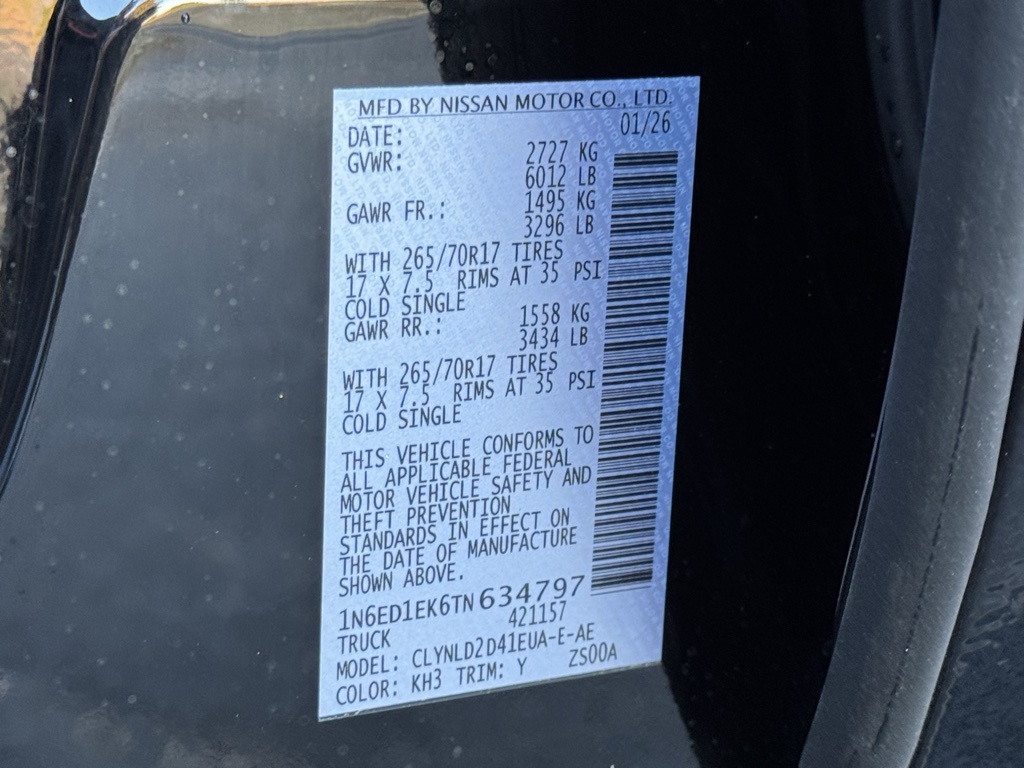 MFD BY NISSAN MOTOR CO., LTD.
DATE: 01/26
GVWR: 2727 KG
6012 LB
GAWR FR.: 1495 KG
3296 LB
WITH 265/70R17 TIRES
17 X 7.5 RIMS AT 35 PSI
COLD SINGLE
GAWR RR.: 1558 KG
3434 LB
WITH 265/70R17 TIRES
17 X 7.5 RIMS AT 35 PSI
COLD SINGLE
THIS VEHICLE CONFORMS TO
ALL APPLICABLE FEDERAL
MOTOR VEHICLE SAFETY AND
THEFT PREVENTION
STANDARDS IN EFFECT ON
THE DATE OF MANUFACTURE
SHOWN ABOVE.
1N6ED1EK6TN634797
421157
TRUCK
MODEL: CLYNLD2D41EUA-E-AE
COLOR: KH3 TRIM: Y ZS00A